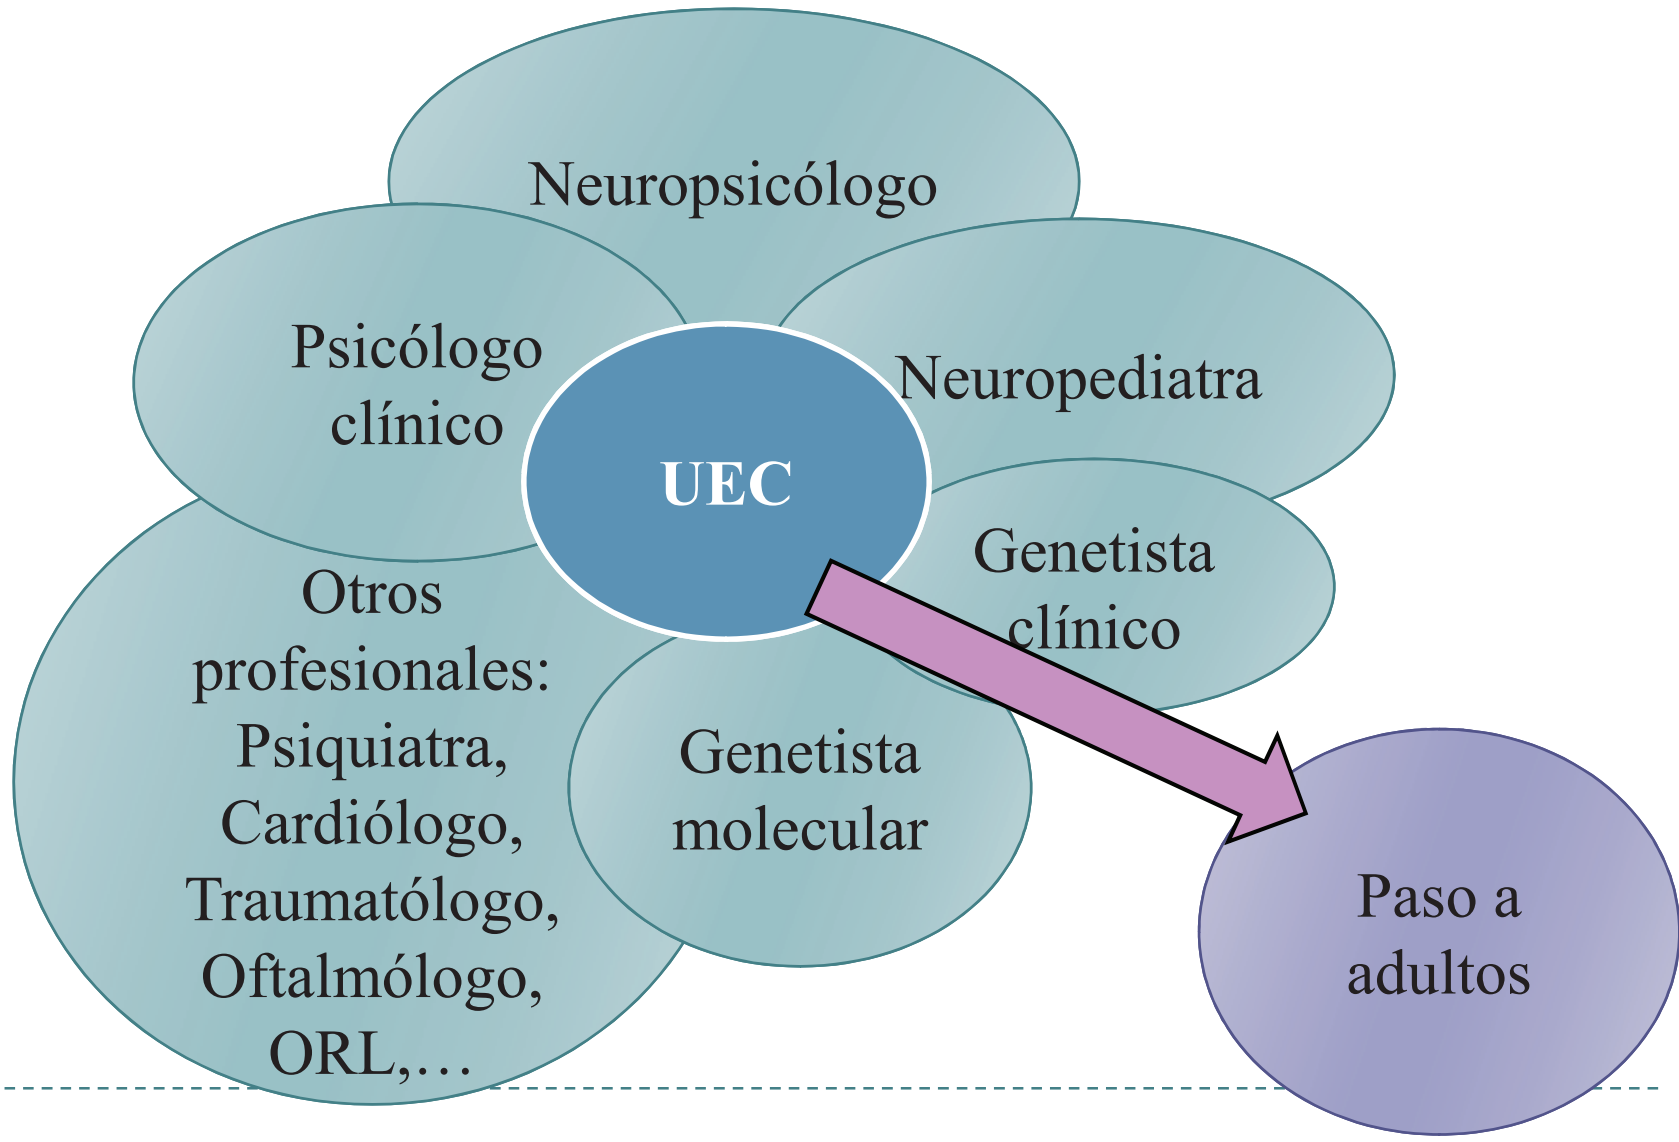 Neuropsicólogo
Psicólogo
clínico
Neuropediatra
UEC
Genetista
clínico
Otros
profesionales:
Psiquiatra,
Cardiólogo,
Traumatólogo,
Oftalmólogo,
ORL,…
Genetista
molecular
Paso a
adultos